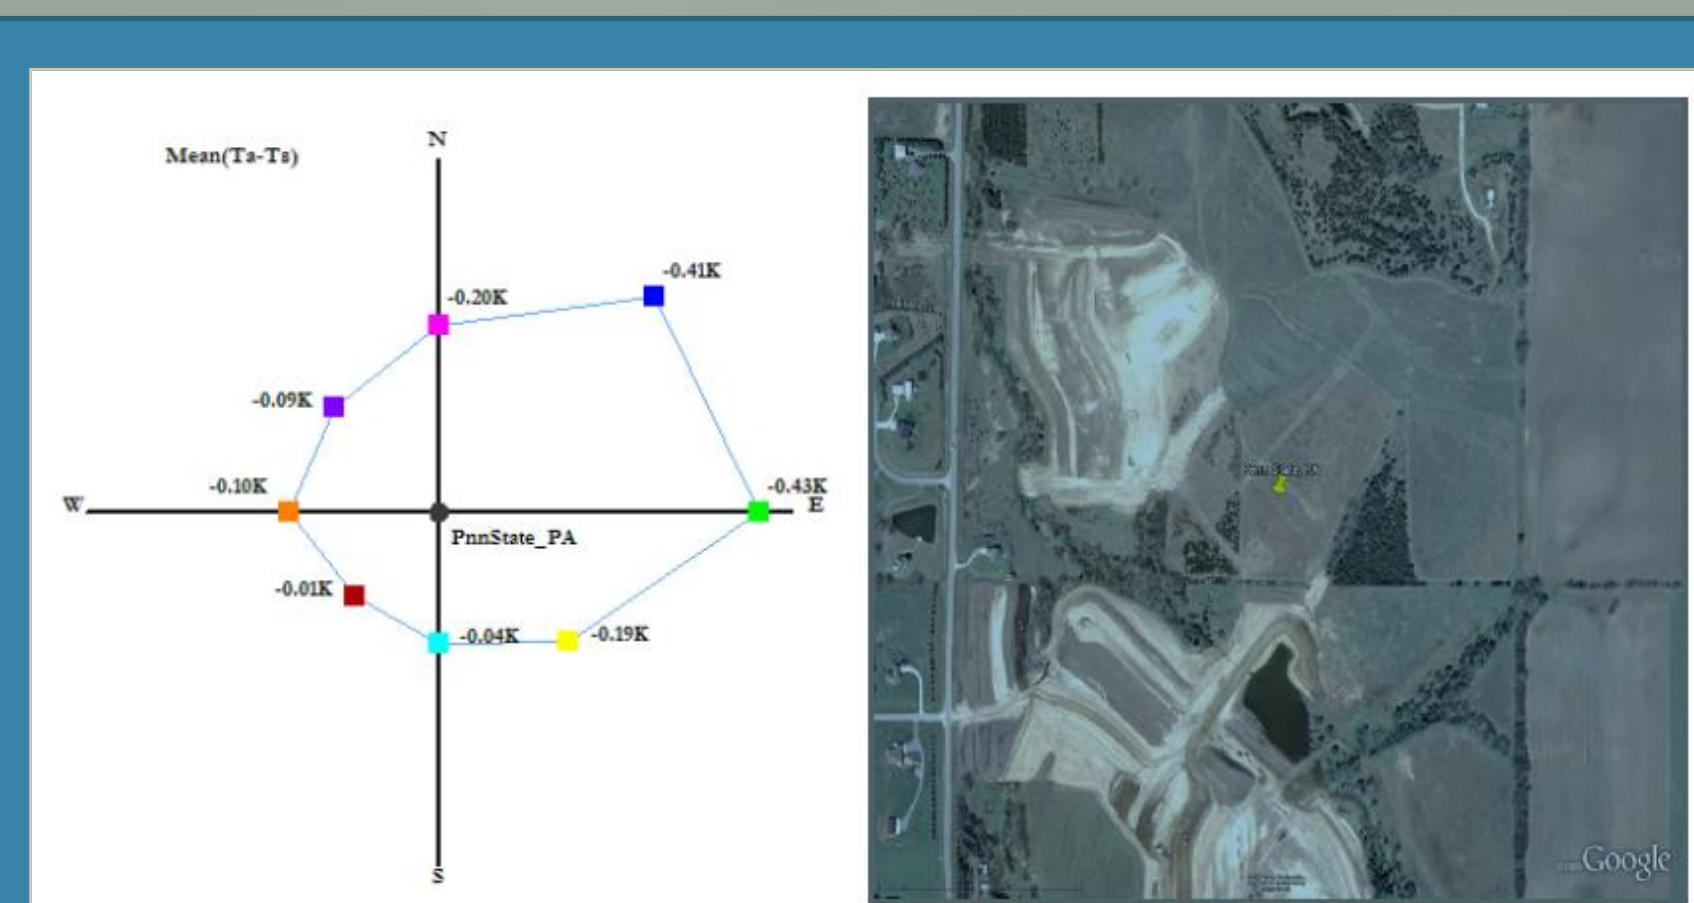 Mean(Ta-Ts)
N
-0.41K
-0.20K
-0.09K
-0.10K
-0.43K
W
E
PnnState_PA
-0.01K
-0.04K
-0.19K
S
Google